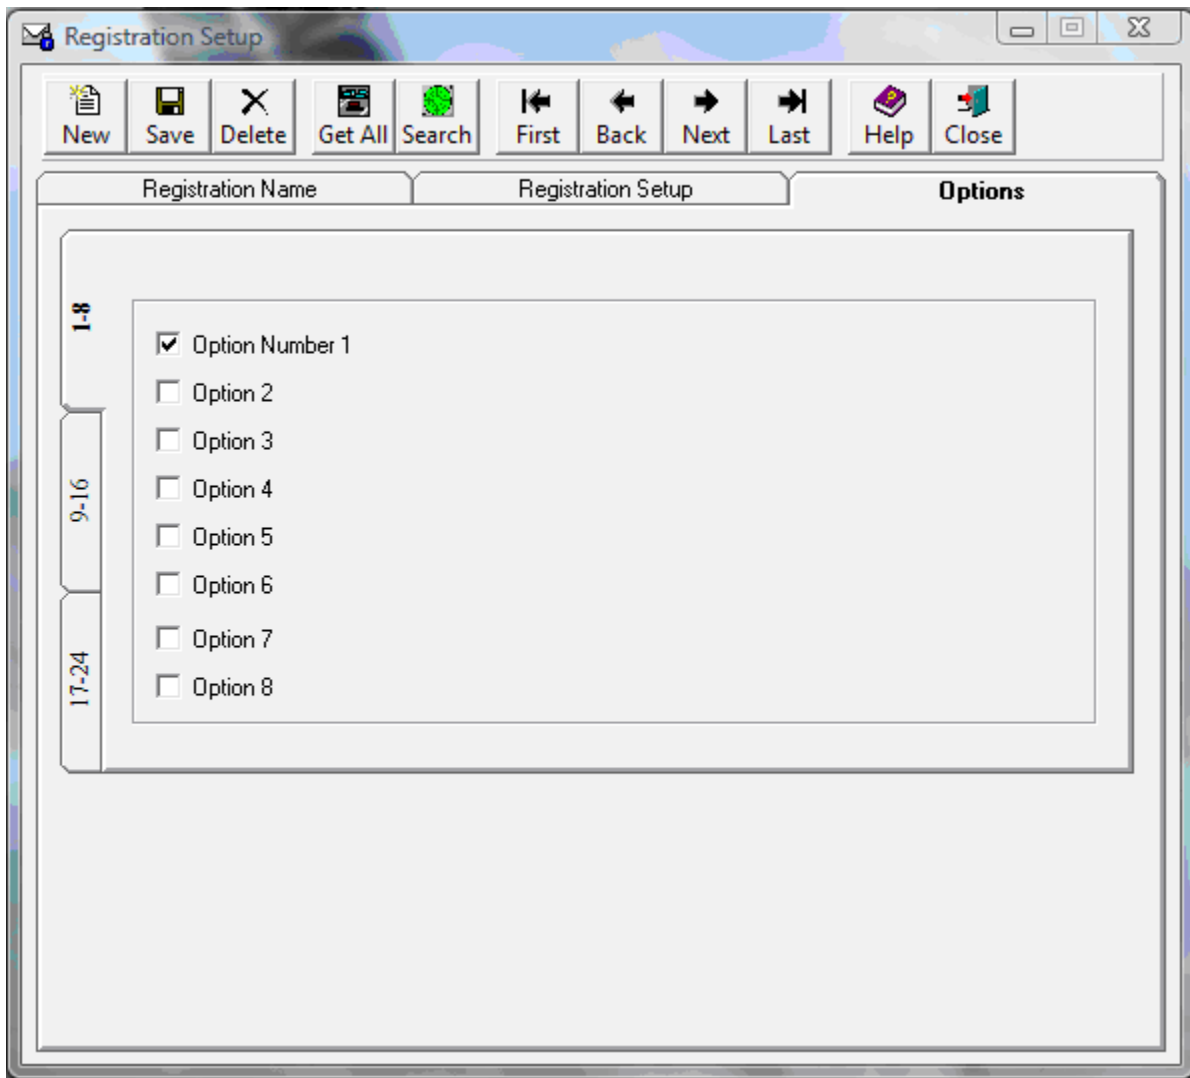 Registration Setup
New Save Delete Get All Search First Back Next Last Help Close
Registration Name Registration Setup Options
1-8
Option Number 1
Option 2
Option 3
Option 4
Option 5
Option 6
Option 7
Option 8
9-16
17-24